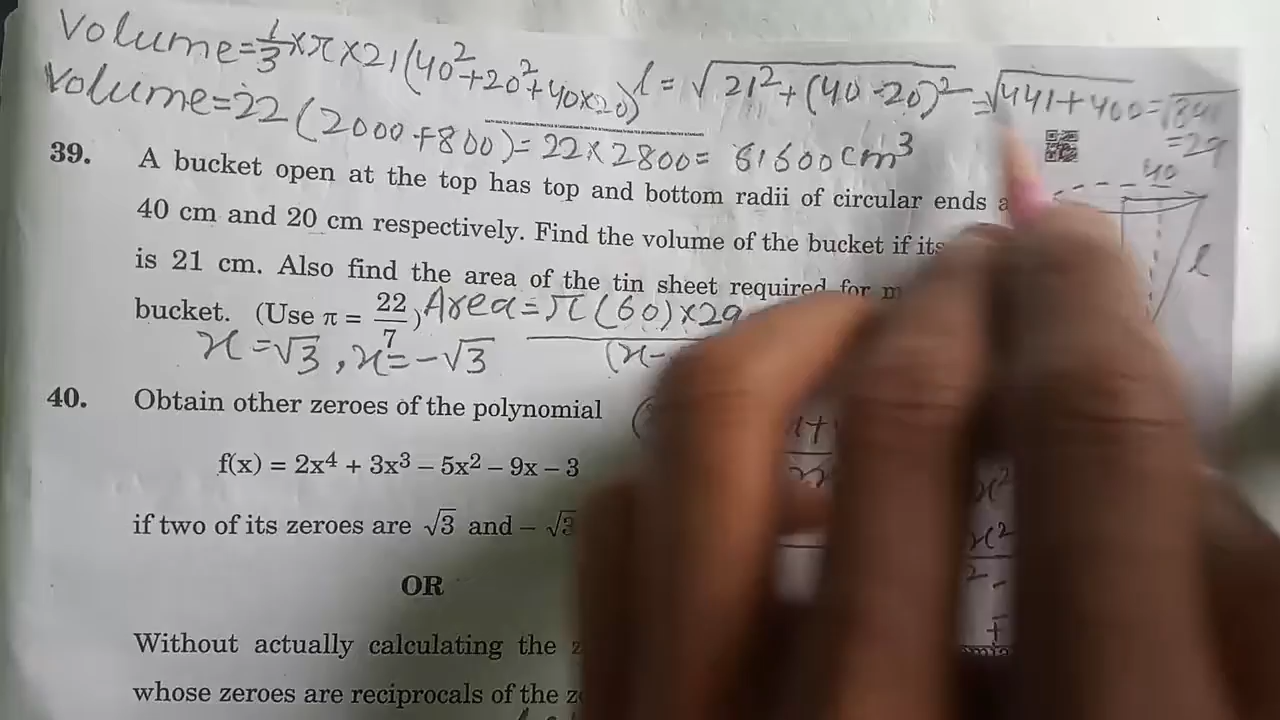 Volume = 1/3 × π × 21 (40² + 20² + 40×20) l = √21² + (40 - 20)² = √441 + 400 = √841
= 29
Volume = 22 (2000 + 800) = 22 × 2800 = 61600 cm³
40
39. A bucket open at the top has top and bottom radii of circular ends
40 cm and 20 cm respectively. Find the volume of the bucket if its
l
is 21 cm. Also find the area of the tin sheet required for
bucket. (Use π = 22/7) Area = π (60) × 29
x = √3 , x = - √3
40. Obtain other zeroes of the polynomial
f(x) = 2x⁴ + 3x³ – 5x² – 9x – 3
x²
if two of its zeroes are √3 and – √3
x²
OR
Without actually calculating the
whose zeroes are reciprocals of the